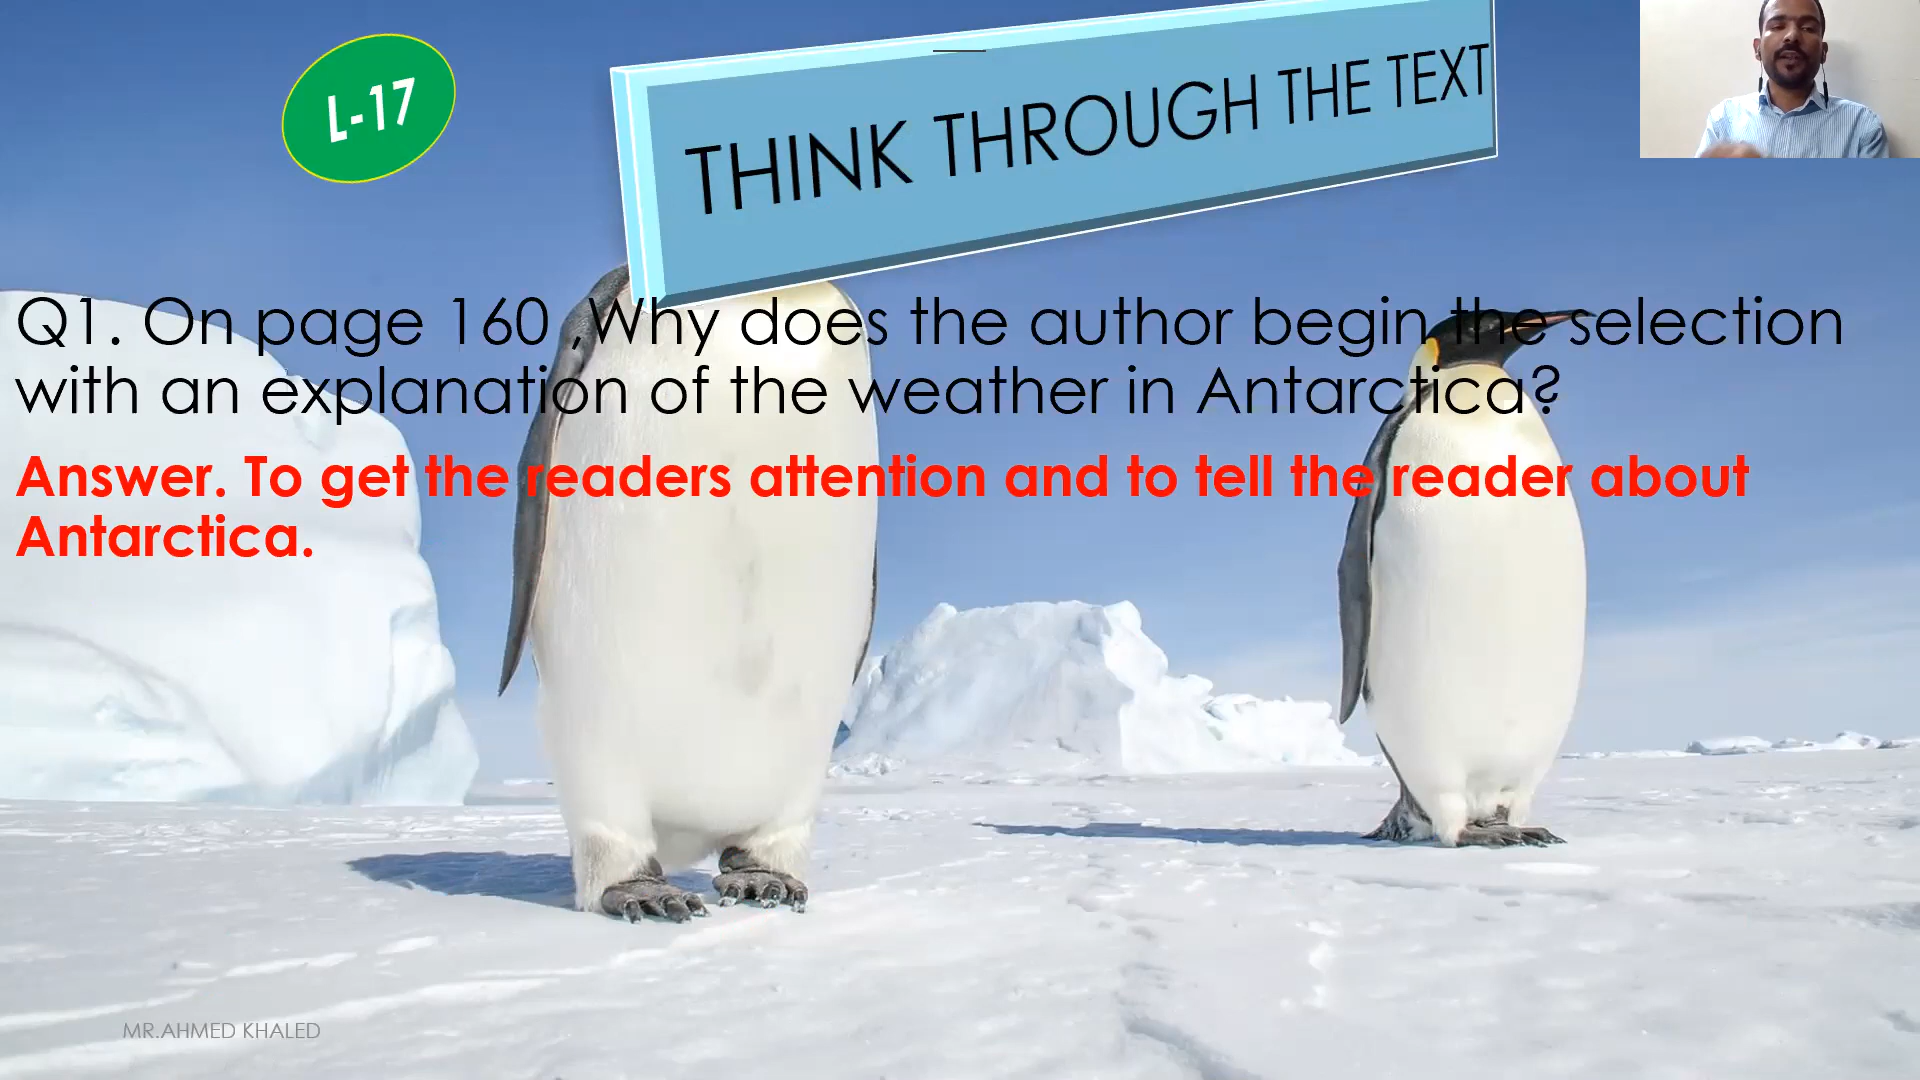 L-17
THINK THROUGH THE TEXT
Q1. On page 160 ,Why does the author begin the selection
with an explanation of the weather in Antarctica?
Answer. To get the readers attention and to tell the reader about
Antarctica.
MR.AHMED KHALED